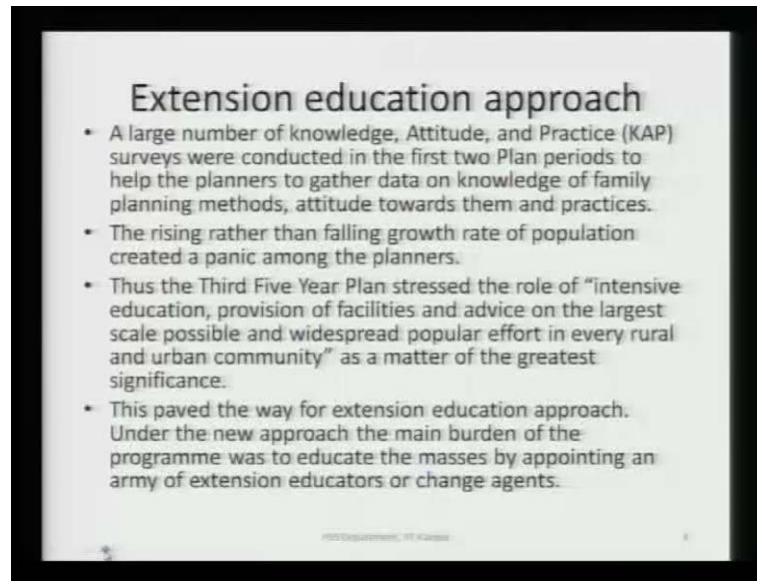 Extension education approach
• A large number of knowledge, Attitude, and Practice (KAP)
surveys were conducted in the first two Plan periods to
help the planners to gather data on knowledge of family
planning methods, attitude towards them and practices.
• The rising rather than falling growth rate of population
created a panic among the planners.
• Thus the Third Five Year Plan stressed the role of "intensive
education, provision of facilities and advice on the largest
scale possible and widespread popular effort in every rural
and urban community" as a matter of the greatest
significance.
• This paved the way for extension education approach.
Under the new approach the main burden of the
programme was to educate the masses by appointing an
army of extension educators or change agents.
HSS Department, IIT Kanpur